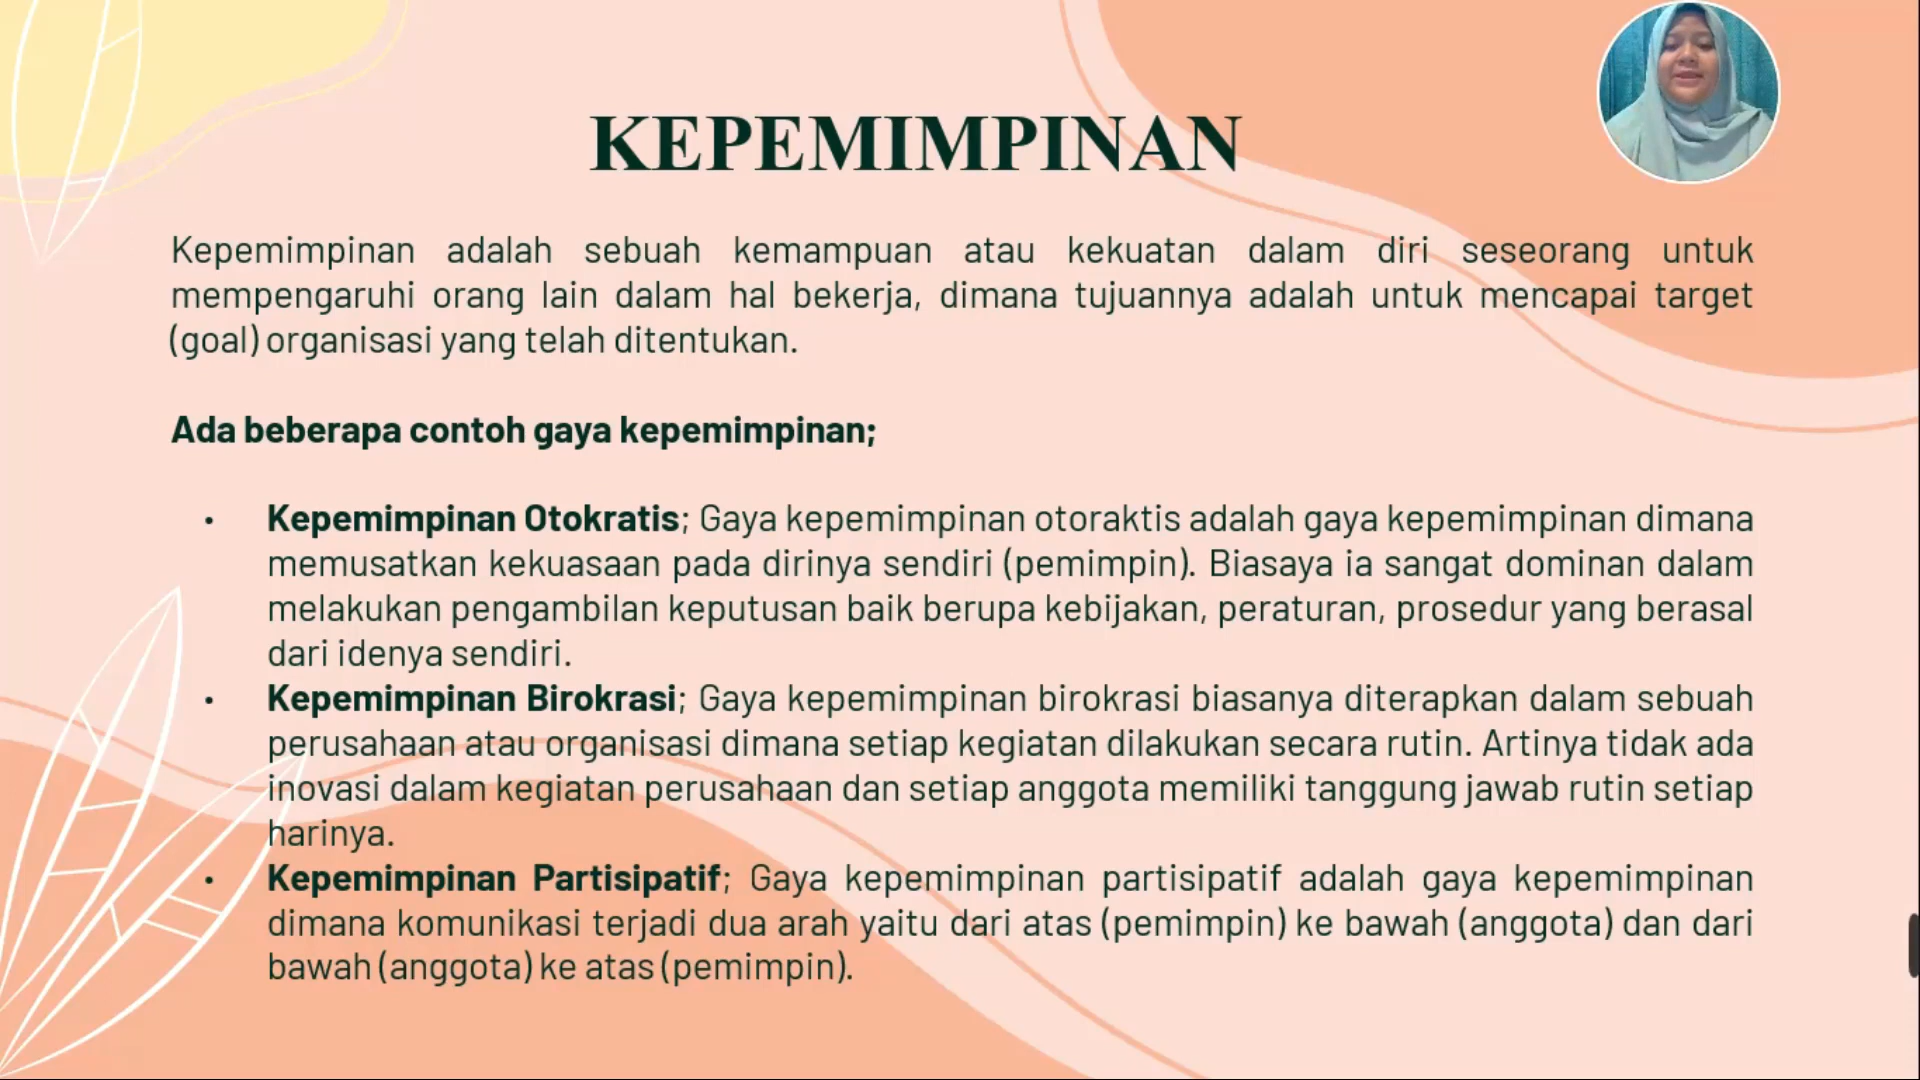 KEPEMIMPINAN
Kepemimpinan adalah sebuah kemampuan atau kekuatan dalam diri seseorang untuk
mempengaruhi orang lain dalam hal bekerja, dimana tujuannya adalah untuk mencapai target
(goal) organisasi yang telah ditentukan.
Ada beberapa contoh gaya kepemimpinan;
• Kepemimpinan Otokratis; Gaya kepemimpinan otoraktis adalah gaya kepemimpinan dimana
memusatkan kekuasaan pada dirinya sendiri (pemimpin). Biasaya ia sangat dominan dalam
melakukan pengambilan keputusan baik berupa kebijakan, peraturan, prosedur yang berasal
dari idenya sendiri.
• Kepemimpinan Birokrasi; Gaya kepemimpinan birokrasi biasanya diterapkan dalam sebuah
perusahaan atau organisasi dimana setiap kegiatan dilakukan secara rutin. Artinya tidak ada
inovasi dalam kegiatan perusahaan dan setiap anggota memiliki tanggung jawab rutin setiap
harinya.
• Kepemimpinan Partisipatif; Gaya kepemimpinan partisipatif adalah gaya kepemimpinan
dimana komunikasi terjadi dua arah yaitu dari atas (pemimpin) ke bawah (anggota) dan dari
bawah (anggota) ke atas (pemimpin).